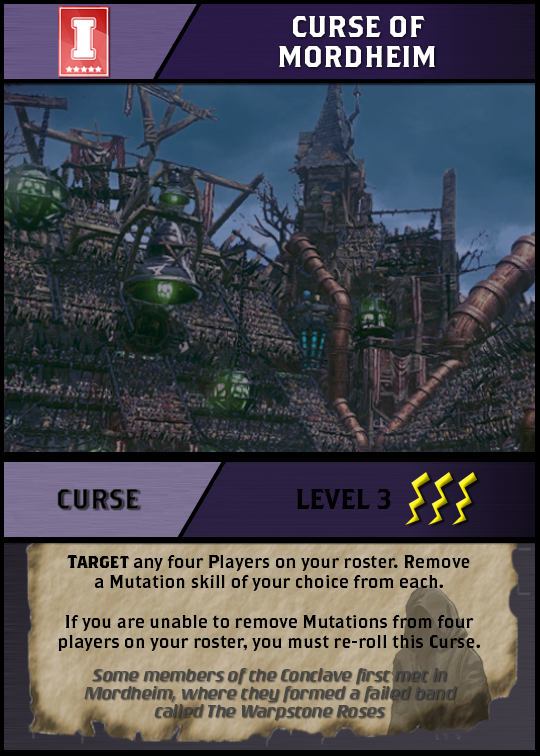 I
CURSE OF
MORDHEIM
CURSE
LEVEL 3
TARGET any four Players on your roster. Remove
a Mutation skill of your choice from each.
If you are unable to remove Mutations from four
players on your roster, you must re-roll this Curse.
Some members of the Conclave first met in
Mordheim, where they formed a failed band
called The Warpstone Roses